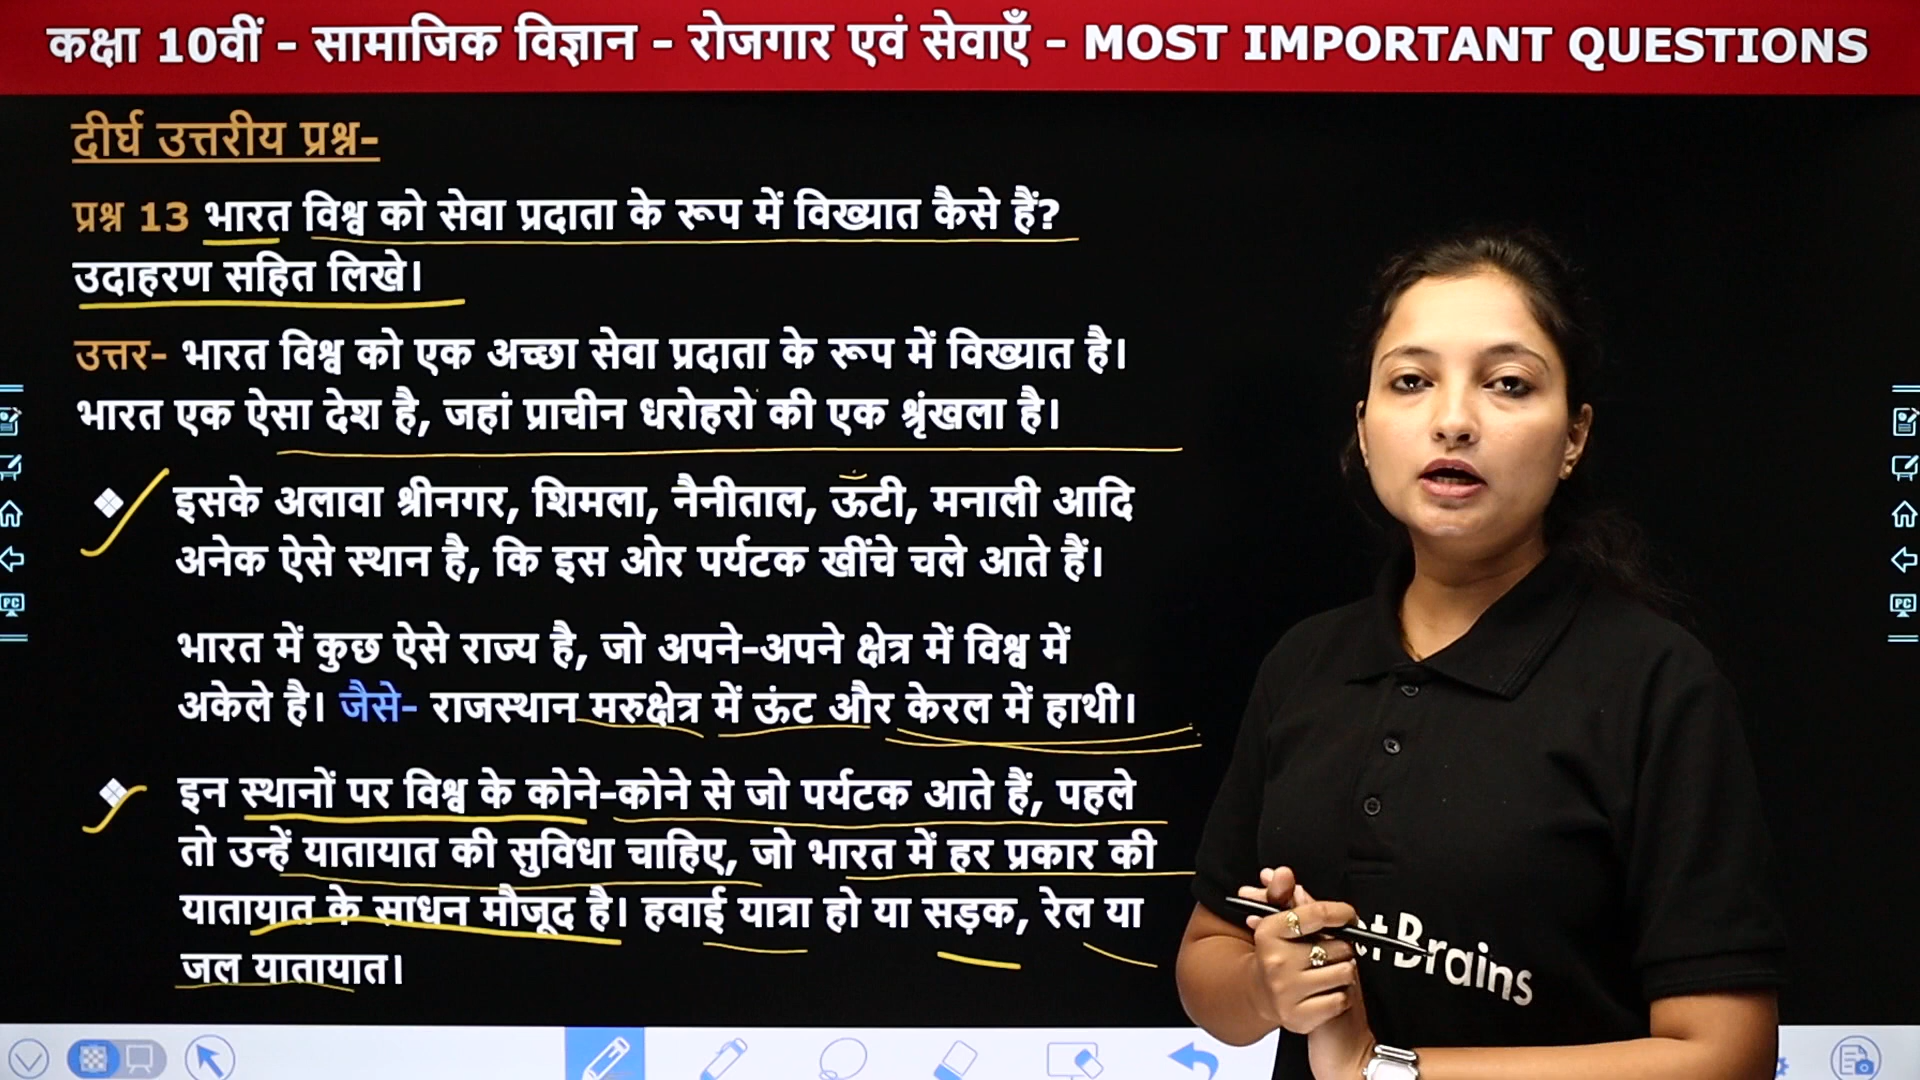 कक्षा 10वीं - सामाजिक विज्ञान - रोजगार एवं सेवाएँ - MOST IMPORTANT QUESTIONS
दीर्घ उत्तरीय प्रश्न-
प्रश्न 13 भारत विश्व को सेवा प्रदाता के रूप में विख्यात कैसे हैं?
उदाहरण सहित लिखे।
उत्तर- भारत विश्व को एक अच्छा सेवा प्रदाता के रूप में विख्यात है।
भारत एक ऐसा देश है, जहां प्राचीन धरोहरो की एक श्रृंखला है।
इसके अलावा श्रीनगर, शिमला, नैनीताल, ऊटी, मनाली आदि
अनेक ऐसे स्थान है, कि इस ओर पर्यटक खींचे चले आते हैं।
भारत में कुछ ऐसे राज्य है, जो अपने-अपने क्षेत्र में विश्व में
अकेले है। जैसे- राजस्थान मरुक्षेत्र में ऊंट और केरल में हाथी।
इन स्थानों पर विश्व के कोने-कोने से जो पर्यटक आते हैं, पहले
तो उन्हें यातायात की सुविधा चाहिए, जो भारत में हर प्रकार की
यातायात के साधन मौजूद है। हवाई यात्रा हो या सड़क, रेल या
जल यातायात।
PC
PC
Brains